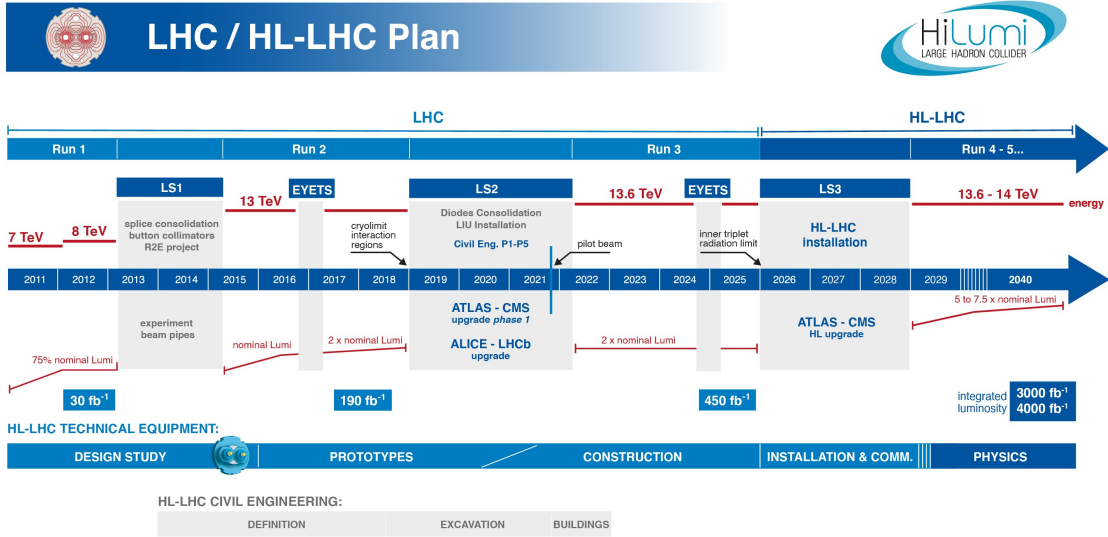 LHC / HL-LHC Plan
HiLumi
LARGE HADRON COLLIDER
LHC
HL-LHC
Run 1
Run 2
Run 3
Run 4 - 5...
LS1
EYETS
LS2
EYETS
LS3
13 TeV
13.6 TeV
13.6 - 14 TeV
energy
7 TeV
8 TeV
splice consolidation
button collimators
R2E project
cryolimit
interaction
regions
Diodes Consolidation
LIU Installation
Civil Eng. P1-P5
pilot beam
inner triplet
radiation limit
HL-LHC
installation
2011
2012
2013
2014
2015
2016
2017
2018
2019
2020
2021
2022
2023
2024
2025
2026
2027
2028
2029
2040
5 to 7.5 x nominal Lumi
experiment
beam pipes
ATLAS - CMS
upgrade phase 1
ALICE - LHCb
upgrade
ATLAS - CMS
HL upgrade
75% nominal Lumi
nominal Lumi
2 x nominal Lumi
2 x nominal Lumi
30 fb⁻¹
190 fb⁻¹
450 fb⁻¹
integrated
luminosity
3000 fb⁻¹
4000 fb⁻¹
HL-LHC TECHNICAL EQUIPMENT:
DESIGN STUDY
PROTOTYPES
CONSTRUCTION
INSTALLATION & COMM.
PHYSICS
HL-LHC CIVIL ENGINEERING:
DEFINITION
EXCAVATION
BUILDINGS